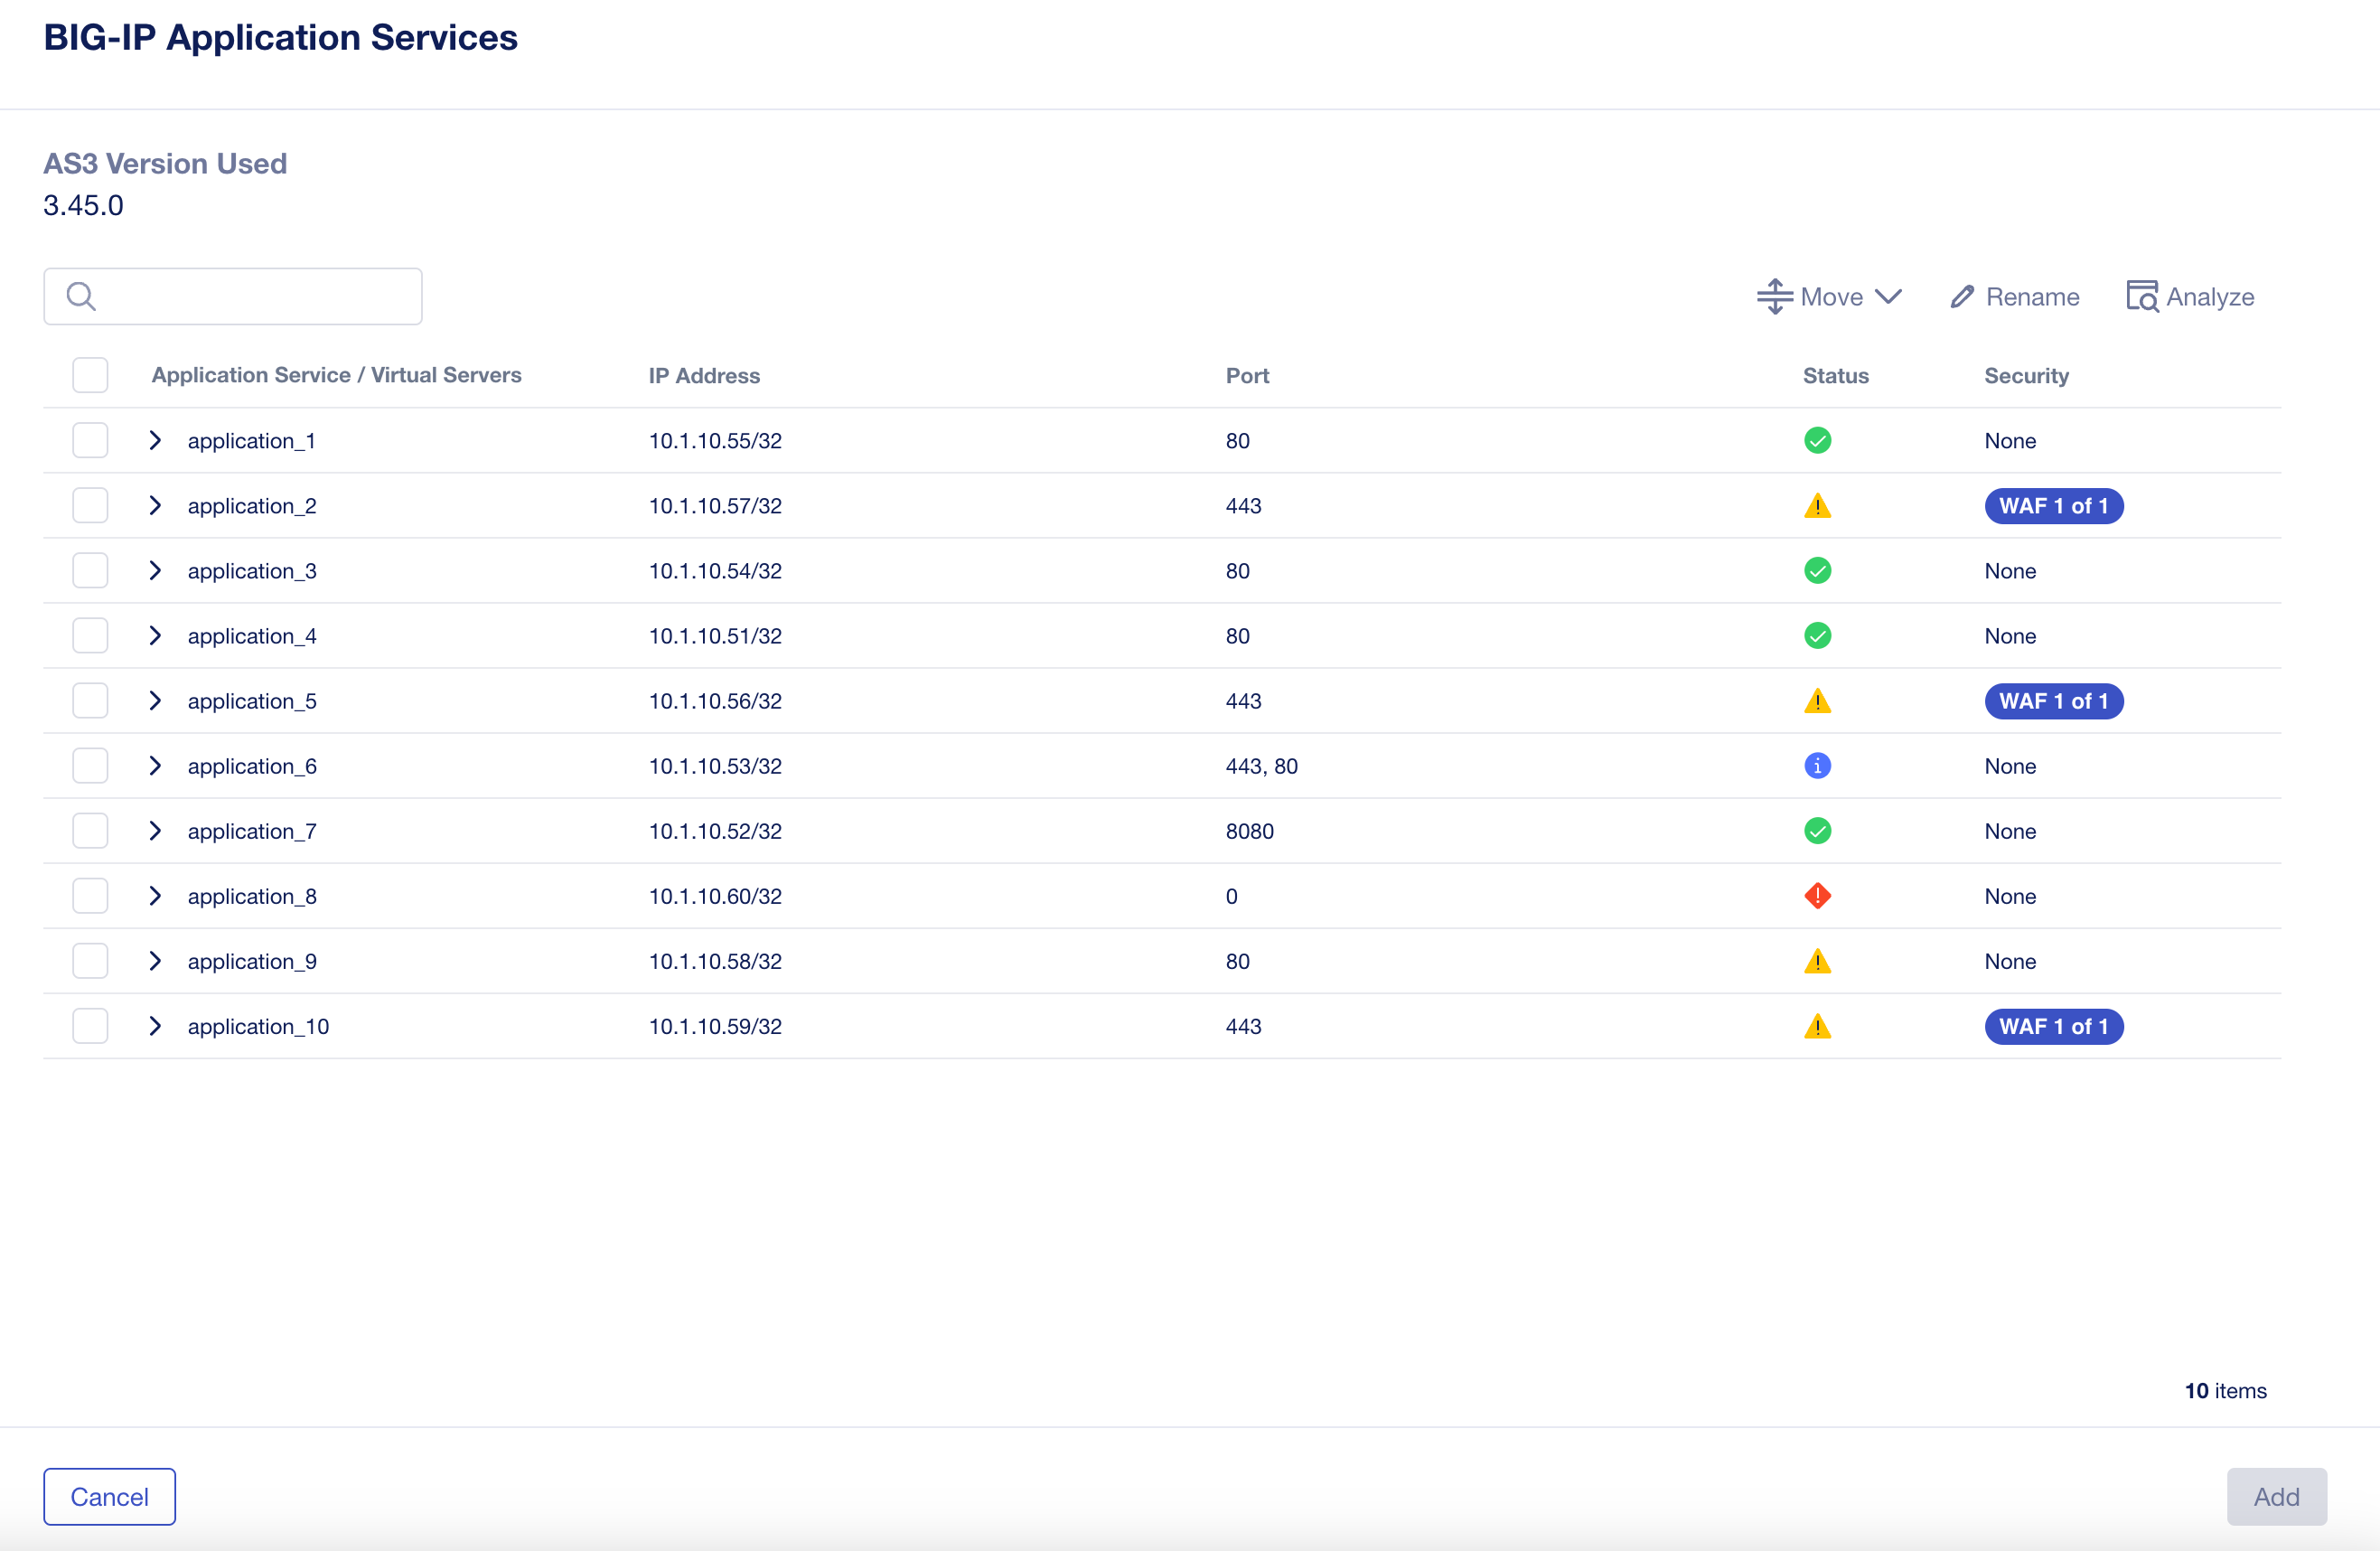 BIG-IP Application Services
AS3 Version Used
3.45.0
Move Rename Analyze
Application Service / Virtual Servers IP Address Port Status Security
application_1 10.1.10.55/32 80 None
application_2 10.1.10.57/32 443 WAF 1 of 1
application_3 10.1.10.54/32 80 None
application_4 10.1.10.51/32 80 None
application_5 10.1.10.56/32 443 WAF 1 of 1
application_6 10.1.10.53/32 443, 80 None
application_7 10.1.10.52/32 8080 None
application_8 10.1.10.60/32 0 None
application_9 10.1.10.58/32 80 None
application_10 10.1.10.59/32 443 WAF 1 of 1
10 items
Cancel Add